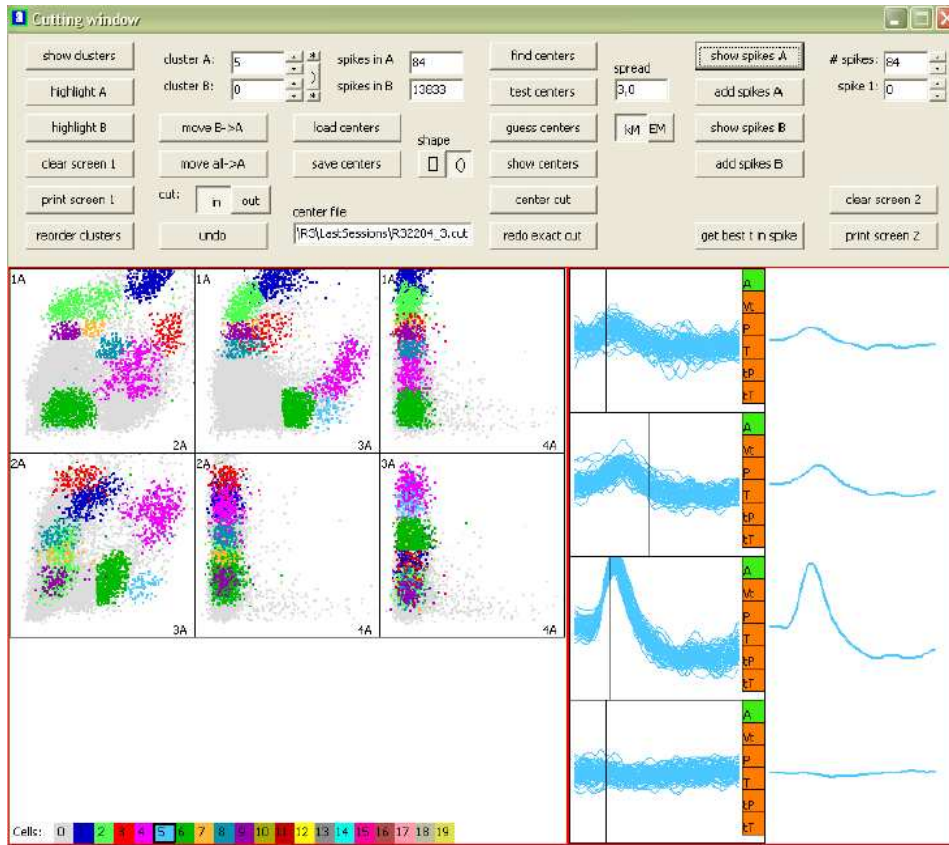 Cutting window
show clusters
cluster A: 5
spikes in A 84
find centers
show spikes A
# spikes: 84
highlight A
cluster B: 0
spikes in B 13833
test centers
spread
3,0
add spikes A
spike 1: 0
highlight B
move B->A
load centers
shape
guess centers
kM EM
show spikes B
clear screen 1
move all->A
save centers
show centers
add spikes B
print screen 1
cut: in out
center file
center cut
clear screen 2
reorder clusters
undo
\R3\LastSessions\R32204_3.cut
redo exact cut
get best t in spike
print screen 2
1A
2A
1A
3A
1A
4A
2A
3A
2A
4A
3A
4A
A
Vt
P
T
tP
tT
A
Vt
P
T
tP
tT
A
Vt
P
T
tP
tT
A
Vt
P
T
tP
tT
Cells: 0 2 3 4 5 6 7 8 9 10 11 12 13 14 15 16 17 18 19